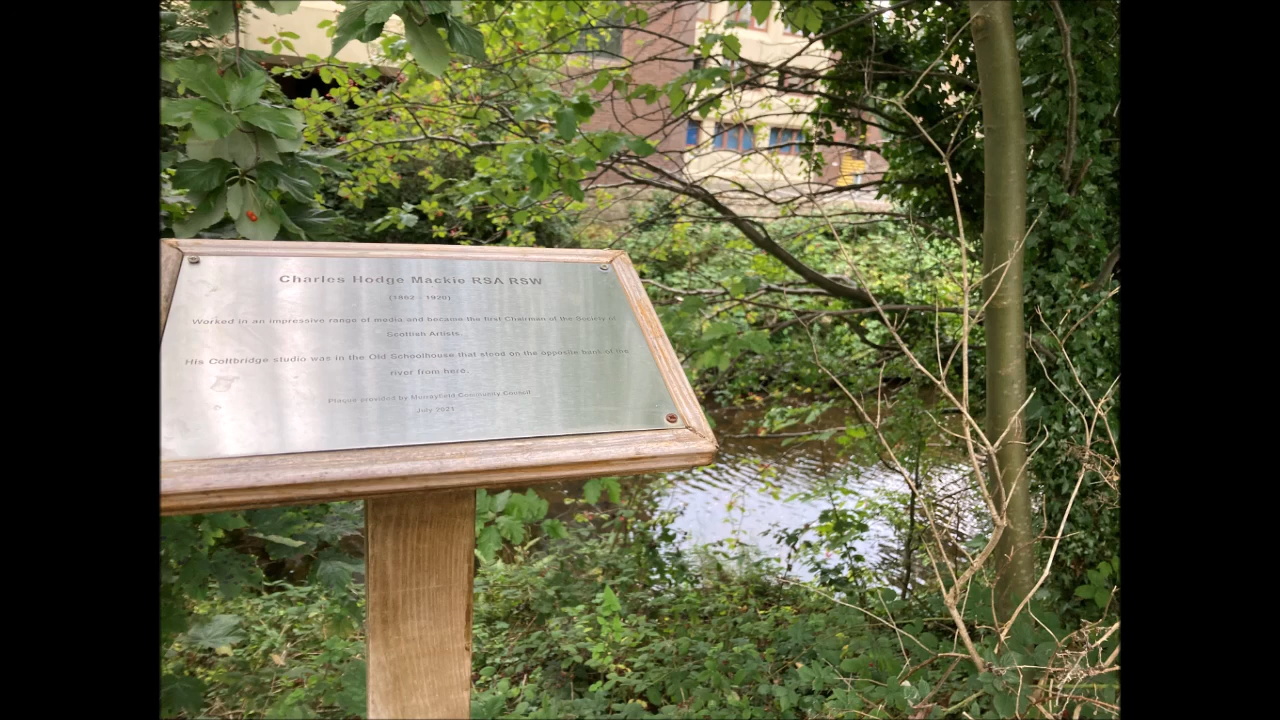 Charles Hodge Mackie RSA RSW
(1862 - 1920)
Worked in an impressive range of media and became the first Chairman of the Society of
Scottish Artists.
His Coltbridge studio was in the Old Schoolhouse that stood on the opposite bank of the
river from here.
Plaque provided by Murrayfield Community Council
July 2021